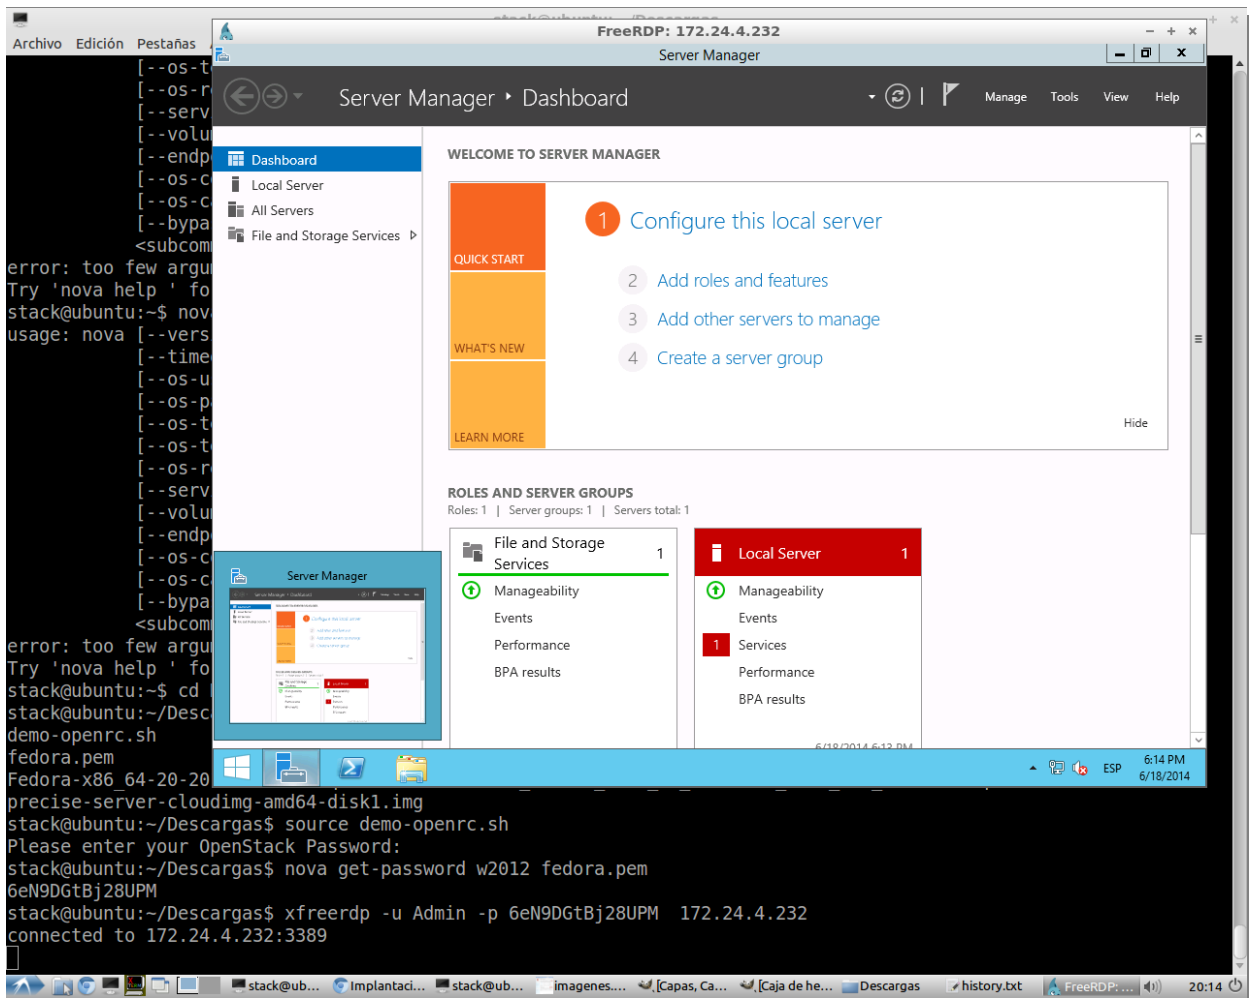 FreeRDP: 172.24.4.232
Archivo Edición Pestañas
Server Manager
Server Manager • Dashboard
Manage Tools View Help
Dashboard
Local Server
All Servers
File and Storage Services
WELCOME TO SERVER MANAGER
QUICK START
WHAT'S NEW
LEARN MORE
1 Configure this local server
2 Add roles and features
3 Add other servers to manage
4 Create a server group
Hide
ROLES AND SERVER GROUPS
Roles: 1 | Server groups: 1 | Servers total: 1
File and Storage Services 1
Manageability
Events
Performance
BPA results
Local Server 1
Manageability
Events
1 Services
Performance
BPA results
6/18/2014 6:13 PM
Server Manager
ESP
6:14 PM
6/18/2014
[--os-t
[--os-r
[--serv
[--volu
[--endp
[--os-c
[--os-ca
[--bypa
<subcom
error: too few argu
Try 'nova help ' fo
stack@ubuntu:~$ nov
usage: nova [--vers
[--time
[--os-u
[--os-p
[--os-t
[--os-t
[--os-r
[--serv
[--volu
[--endp
[--os-c
[--os-ca
[--bypa
<subcom
error: too few argu
Try 'nova help ' fo
stack@ubuntu:~$ cd
stack@ubuntu:~/Desc
demo-openrc.sh
fedora.pem
Fedora-x86_64-20-20
precise-server-cloudimg-amd64-disk1.img
stack@ubuntu:~/Descargas$ source demo-openrc.sh
Please enter your OpenStack Password:
stack@ubuntu:~/Descargas$ nova get-password w2012 fedora.pem
6eN9DGtBj28UPM
stack@ubuntu:~/Descargas$ xfreerdp -u Admin -p 6eN9DGtBj28UPM 172.24.4.232
connected to 172.24.4.232:3389
stack@ub... Implantaci... stack@ub... imagenes.... [Capas, Ca... [Caja de he... Descargas history.txt FreeRDP: ... 20:14